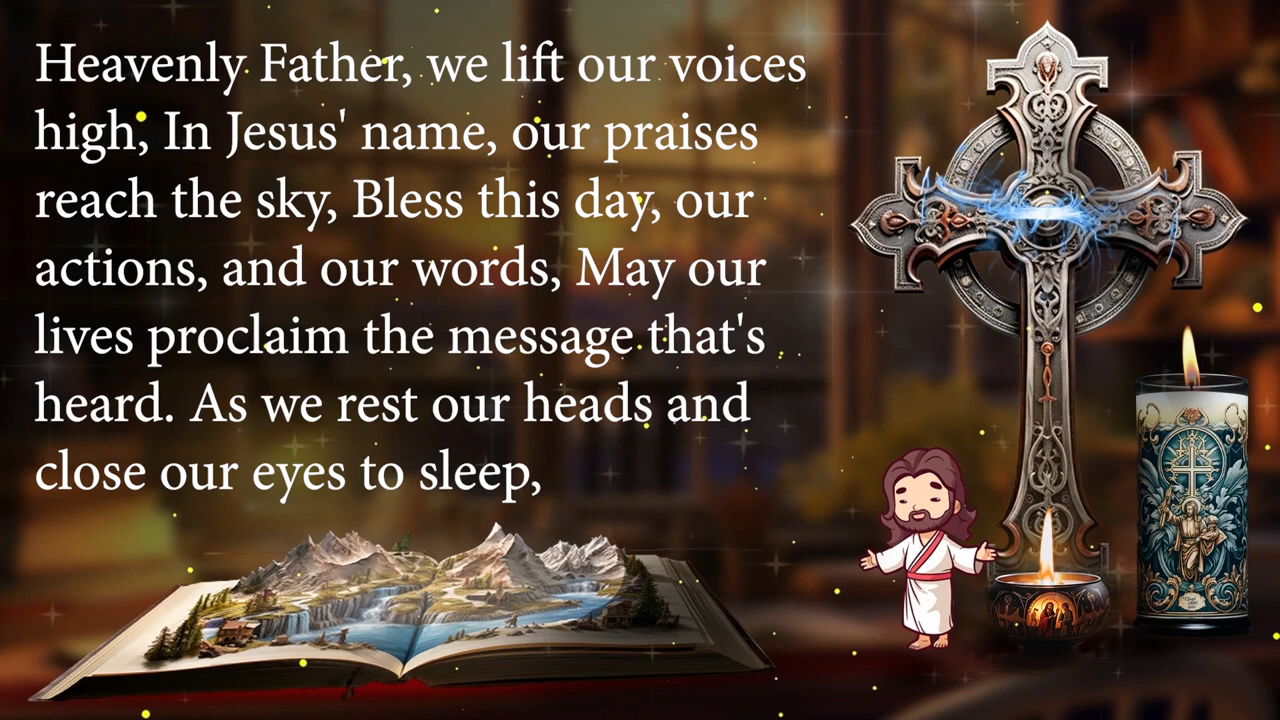 Heavenly Father, we lift our voices
high, In Jesus' name, our praises
reach the sky, Bless this day, our
actions, and our words, May our
lives proclaim the message that's
heard. As we rest our heads and
close our eyes to sleep,